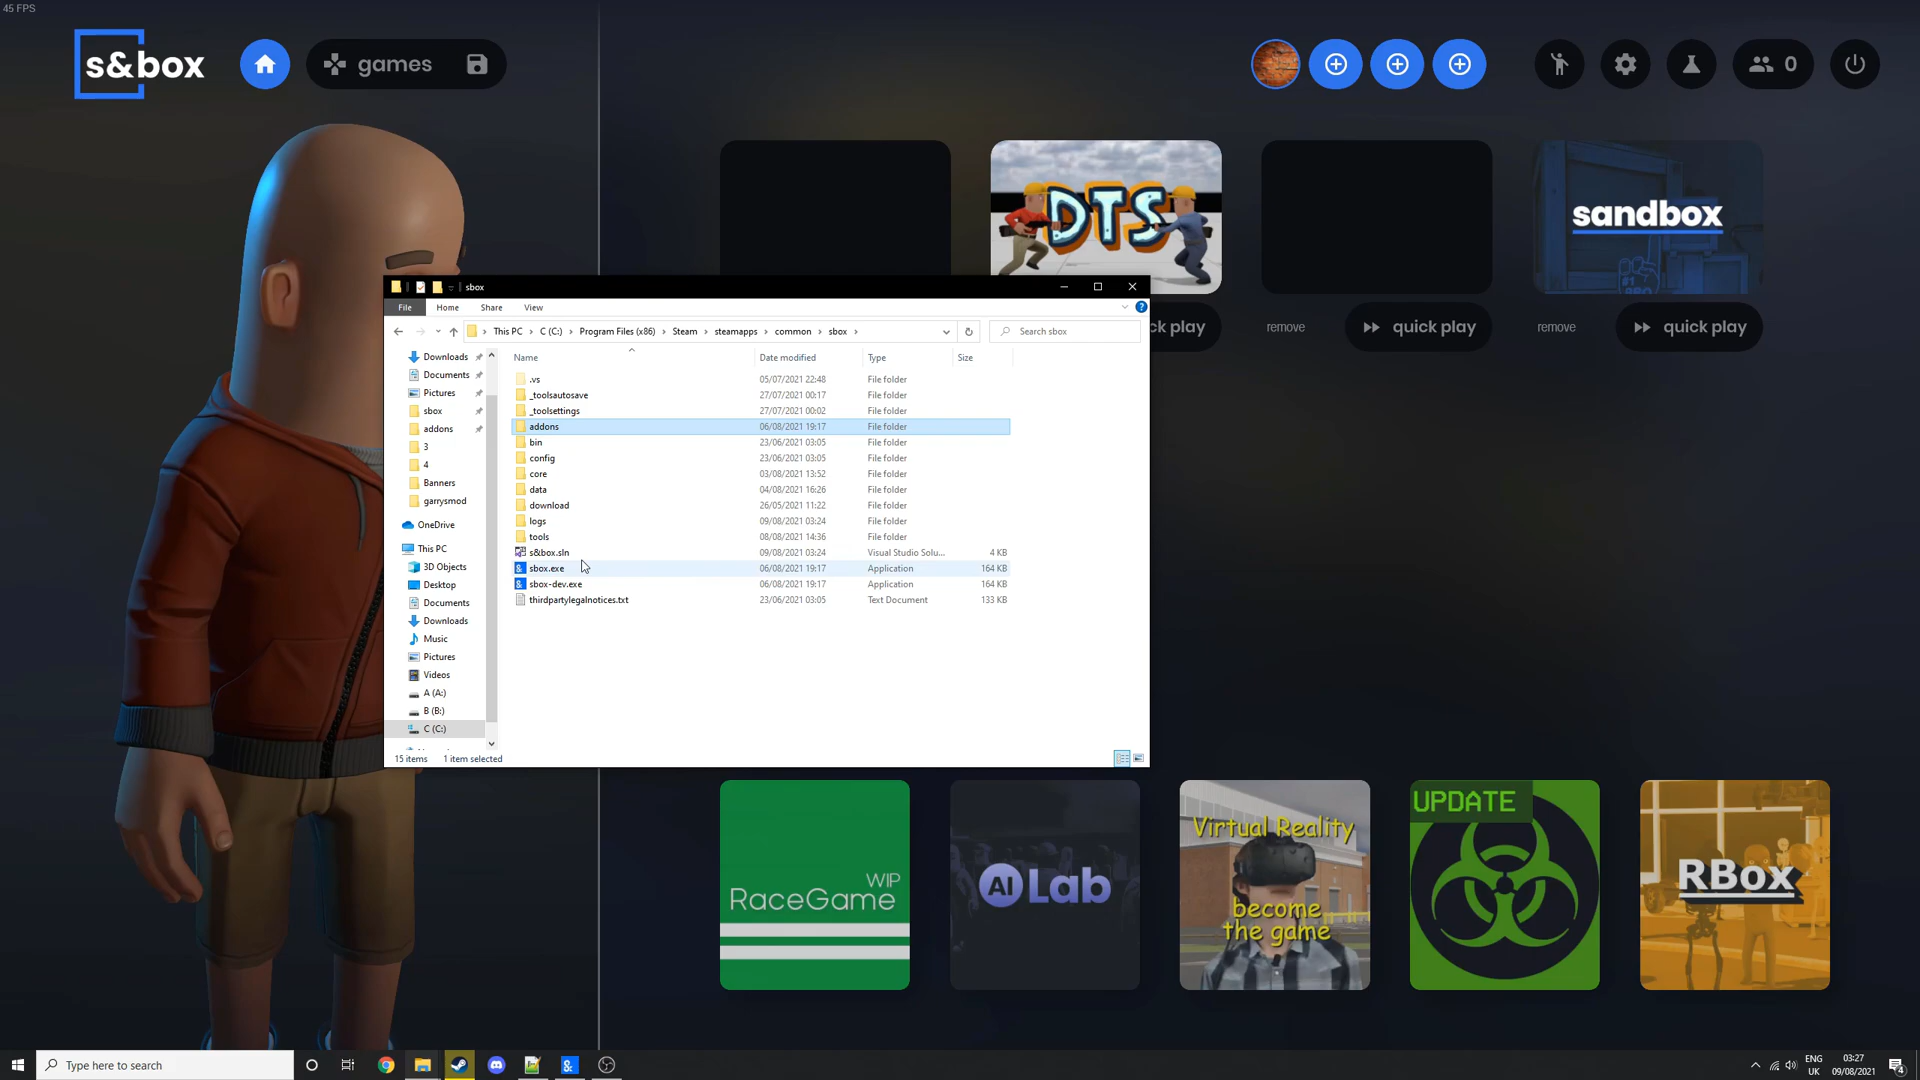 45 FPS
s&box
games
0
DTS
sandbox
ck play
remove
quick play
remove
quick play
sbox
File
Home
Share
View
This PC
C (C:)
Program Files (x86)
Steam
steamapps
common
sbox
Search sbox
Downloads
Documents
Pictures
sbox
addons
3
4
Banners
garrysmod
OneDrive
This PC
3D Objects
Desktop
Documents
Downloads
Music
Pictures
Videos
A (A:)
B (B:)
C (C:)
Name Date modified Type Size
.vs 05/07/2021 22:48 File folder
_toolsautosave 27/07/2021 00:17 File folder
_toolsettings 27/07/2021 00:02 File folder
addons 06/08/2021 19:17 File folder
bin 23/06/2021 03:05 File folder
config 23/06/2021 03:05 File folder
core 03/08/2021 13:52 File folder
data 04/08/2021 16:26 File folder
download 26/05/2021 11:22 File folder
logs 09/08/2021 03:24 File folder
tools 08/08/2021 14:36 File folder
s&box.sln 09/08/2021 03:24 Visual Studio Solu... 4 KB
sbox.exe 06/08/2021 19:17 Application 164 KB
sbox-dev.exe 06/08/2021 19:17 Application 164 KB
thirdpartylegalnotices.txt 23/06/2021 03:05 Text Document 133 KB
15 items 1 item selected
WIP
RaceGame
AI Lab
Virtual Reality
become
the game
UPDATE
RBox
Type here to search
ENG
UK
03:27
09/08/2021
4